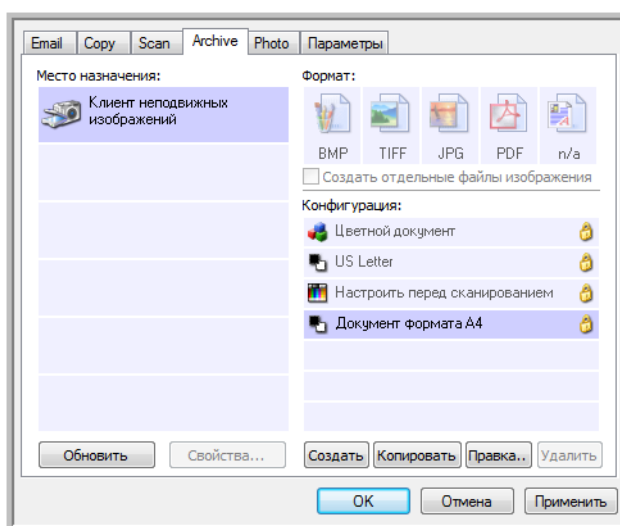 Email Copy Scan Archive Photo Параметры
Место назначения:
Клиент неподвижных
изображений
Формат:
BMP TIFF JPG PDF n/a
Создать отдельные файлы изображения
Конфигурация:
Цветной документ
US Letter
Настроить перед сканированием
Документ формата A4
Обновить Свойства... Создать Копировать Правка.. Удалить
OK Отмена Применить